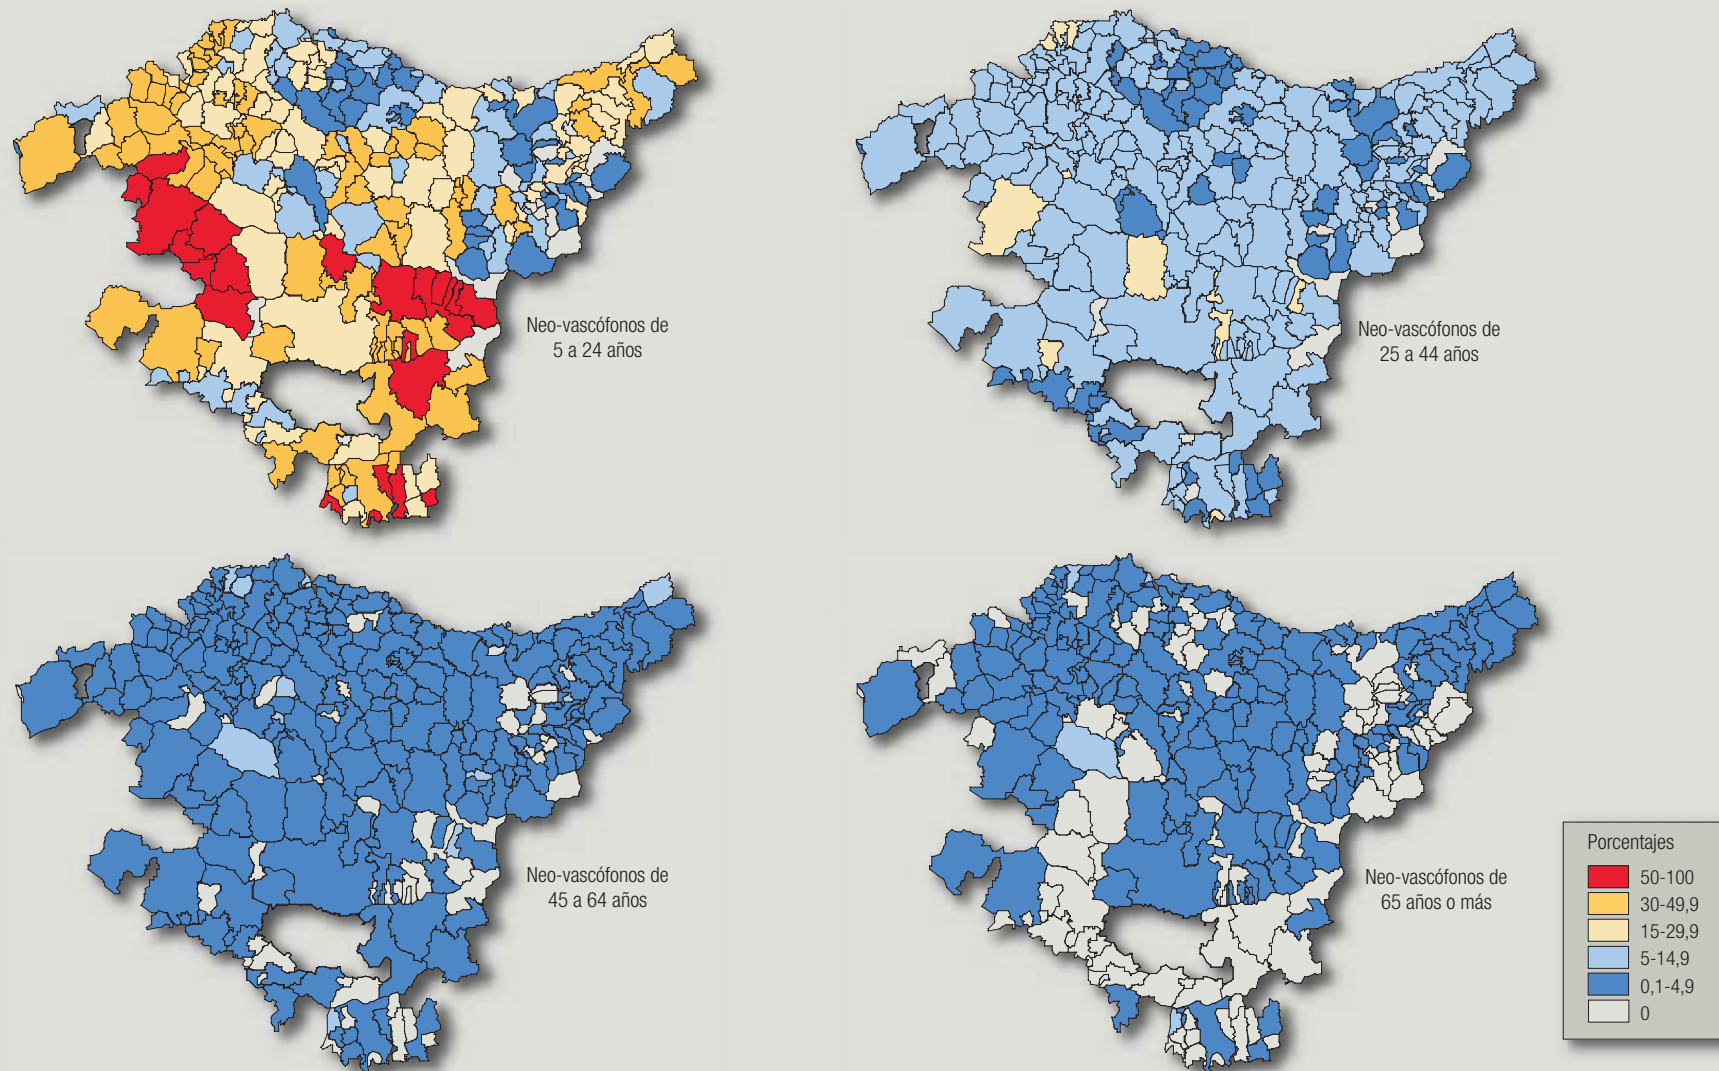 Neo-vascófonos de
5 a 24 años
Neo-vascófonos de
25 a 44 años
Neo-vascófonos de
45 a 64 años
Neo-vascófonos de
65 años o más
Porcentajes
50-100
30-49,9
15-29,9
5-14,9
0,1-4,9
0